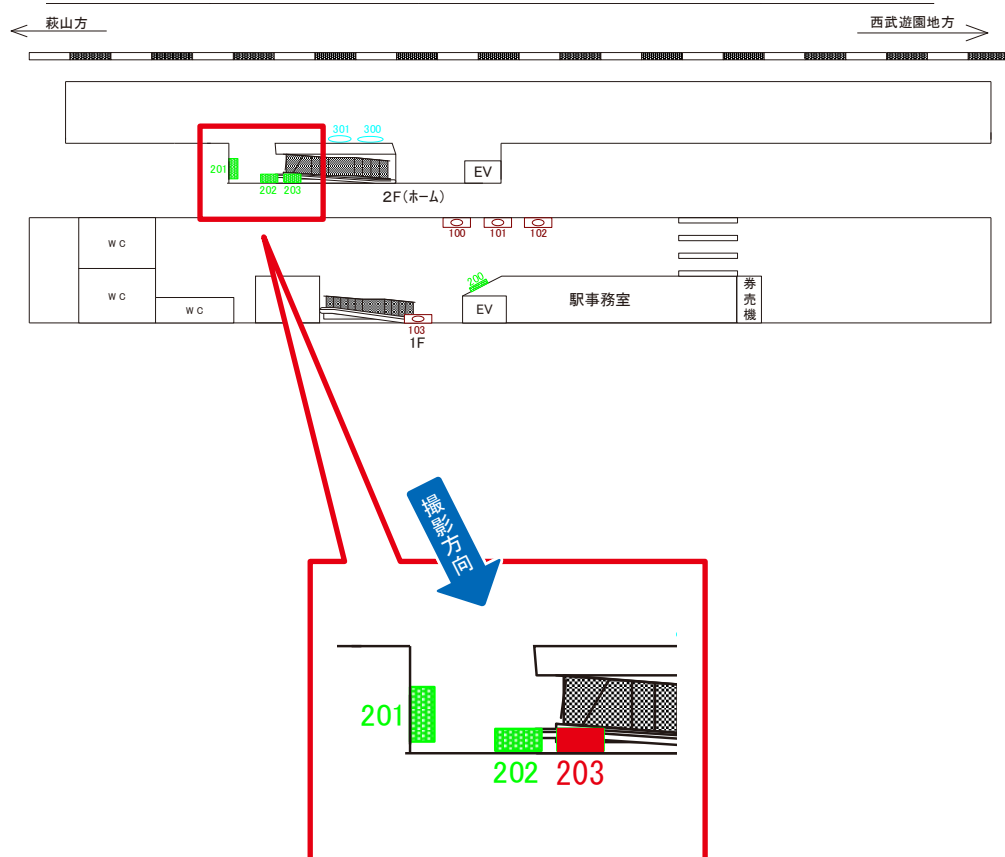 萩山方
西武遊園地方
301
300
201
202
203
EV
2F(ホーム)
WC
WC
WC
100
101
102
200
EV
駅事務室
券売機
103
1F
撮影方向
201
202
203